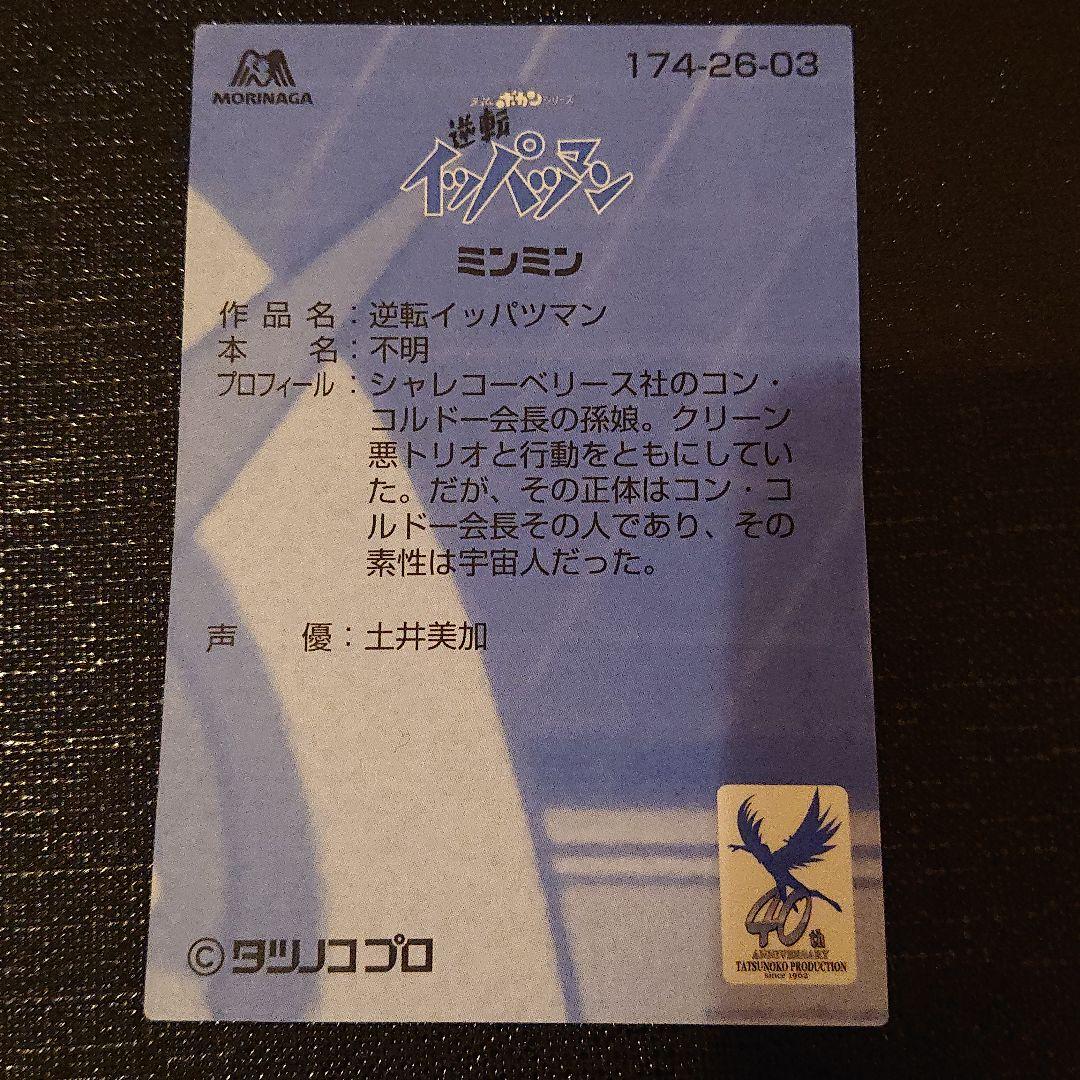 MORINAGA
174-26-03
タイムボカンシリーズ
逆転
イッパツマン
ミンミン
作品名：逆転イッパツマン
本名：不明
プロフィール：シャレコーベリース社のコン・
コルドー会長の孫娘。クリーン
悪トリオと行動をともにしてい
た。だが、その正体はコン・コ
ルドー会長その人であり、その
素性は宇宙人だった。
声優：土井美加
©タツノコプロ
40th
ANNIVERSARY
TATSUNOKO PRODUCTION
since 1962